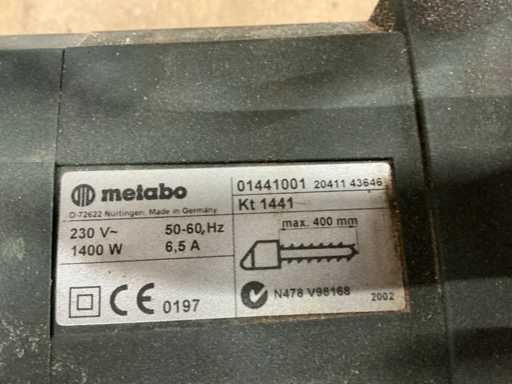 metabo
D-72622 Nürtingen, Made in Germany
230 V~ 50-60 Hz
1400 W 6,5 A
CE 0197
01441001 20411 43646
Kt 1441
max. 400 mm
N478 V98168
2002